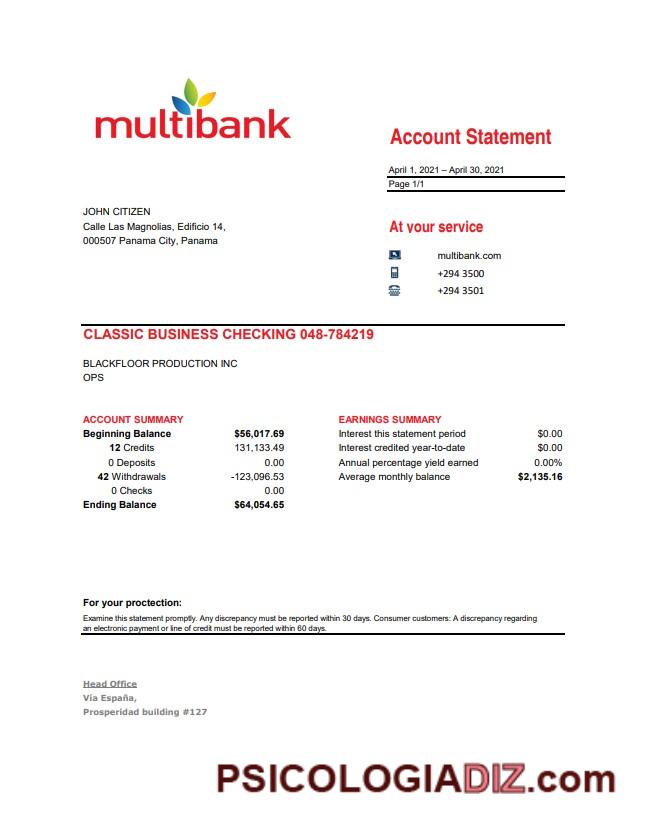 multibank
Account Statement
April 1, 2021 – April 30, 2021
Page 1/1
JOHN CITIZEN
Calle Las Magnolias, Edificio 14,
000507 Panama City, Panama
At your service
multibank.com
+294 3500
+294 3501
CLASSIC BUSINESS CHECKING 048-784219
BLACKFLOOR PRODUCTION INC
OPS
ACCOUNT SUMMARY
Beginning Balance $56,017.69
12 Credits 131,133.49
0 Deposits 0.00
42 Withdrawals -123,096.53
0 Checks 0.00
Ending Balance $64,054.65
EARNINGS SUMMARY
Interest this statement period $0.00
Interest credited year-to-date $0.00
Annual percentage yield earned 0.00%
Average monthly balance $2,135.16
For your proctection:
Examine this statement promptly. Any discrepancy must be reported within 30 days. Consumer customers: A discrepancy regarding
an electronic payment or line of credit must be reported within 60 days.
Head Office
Vía España,
Prosperidad building #127
PSICOLOGIADIZ.com